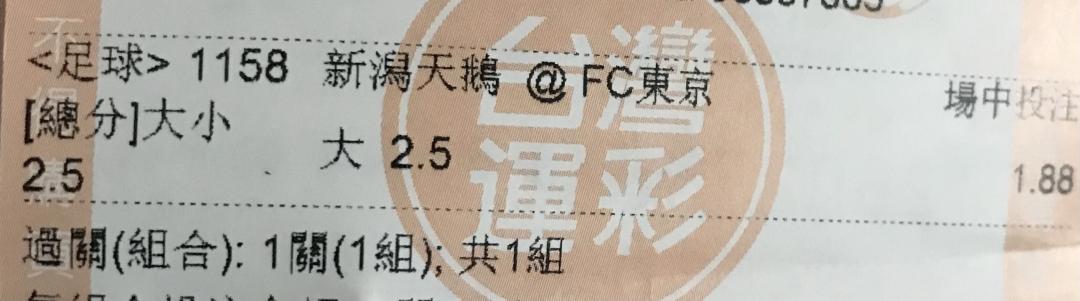 <足球> 1158 新潟天鵝 @ FC東京
場中投注
[總分]大小
2.5
大 2.5
1.88
過關(組合): 1關(1組); 共1組
台灣
運彩